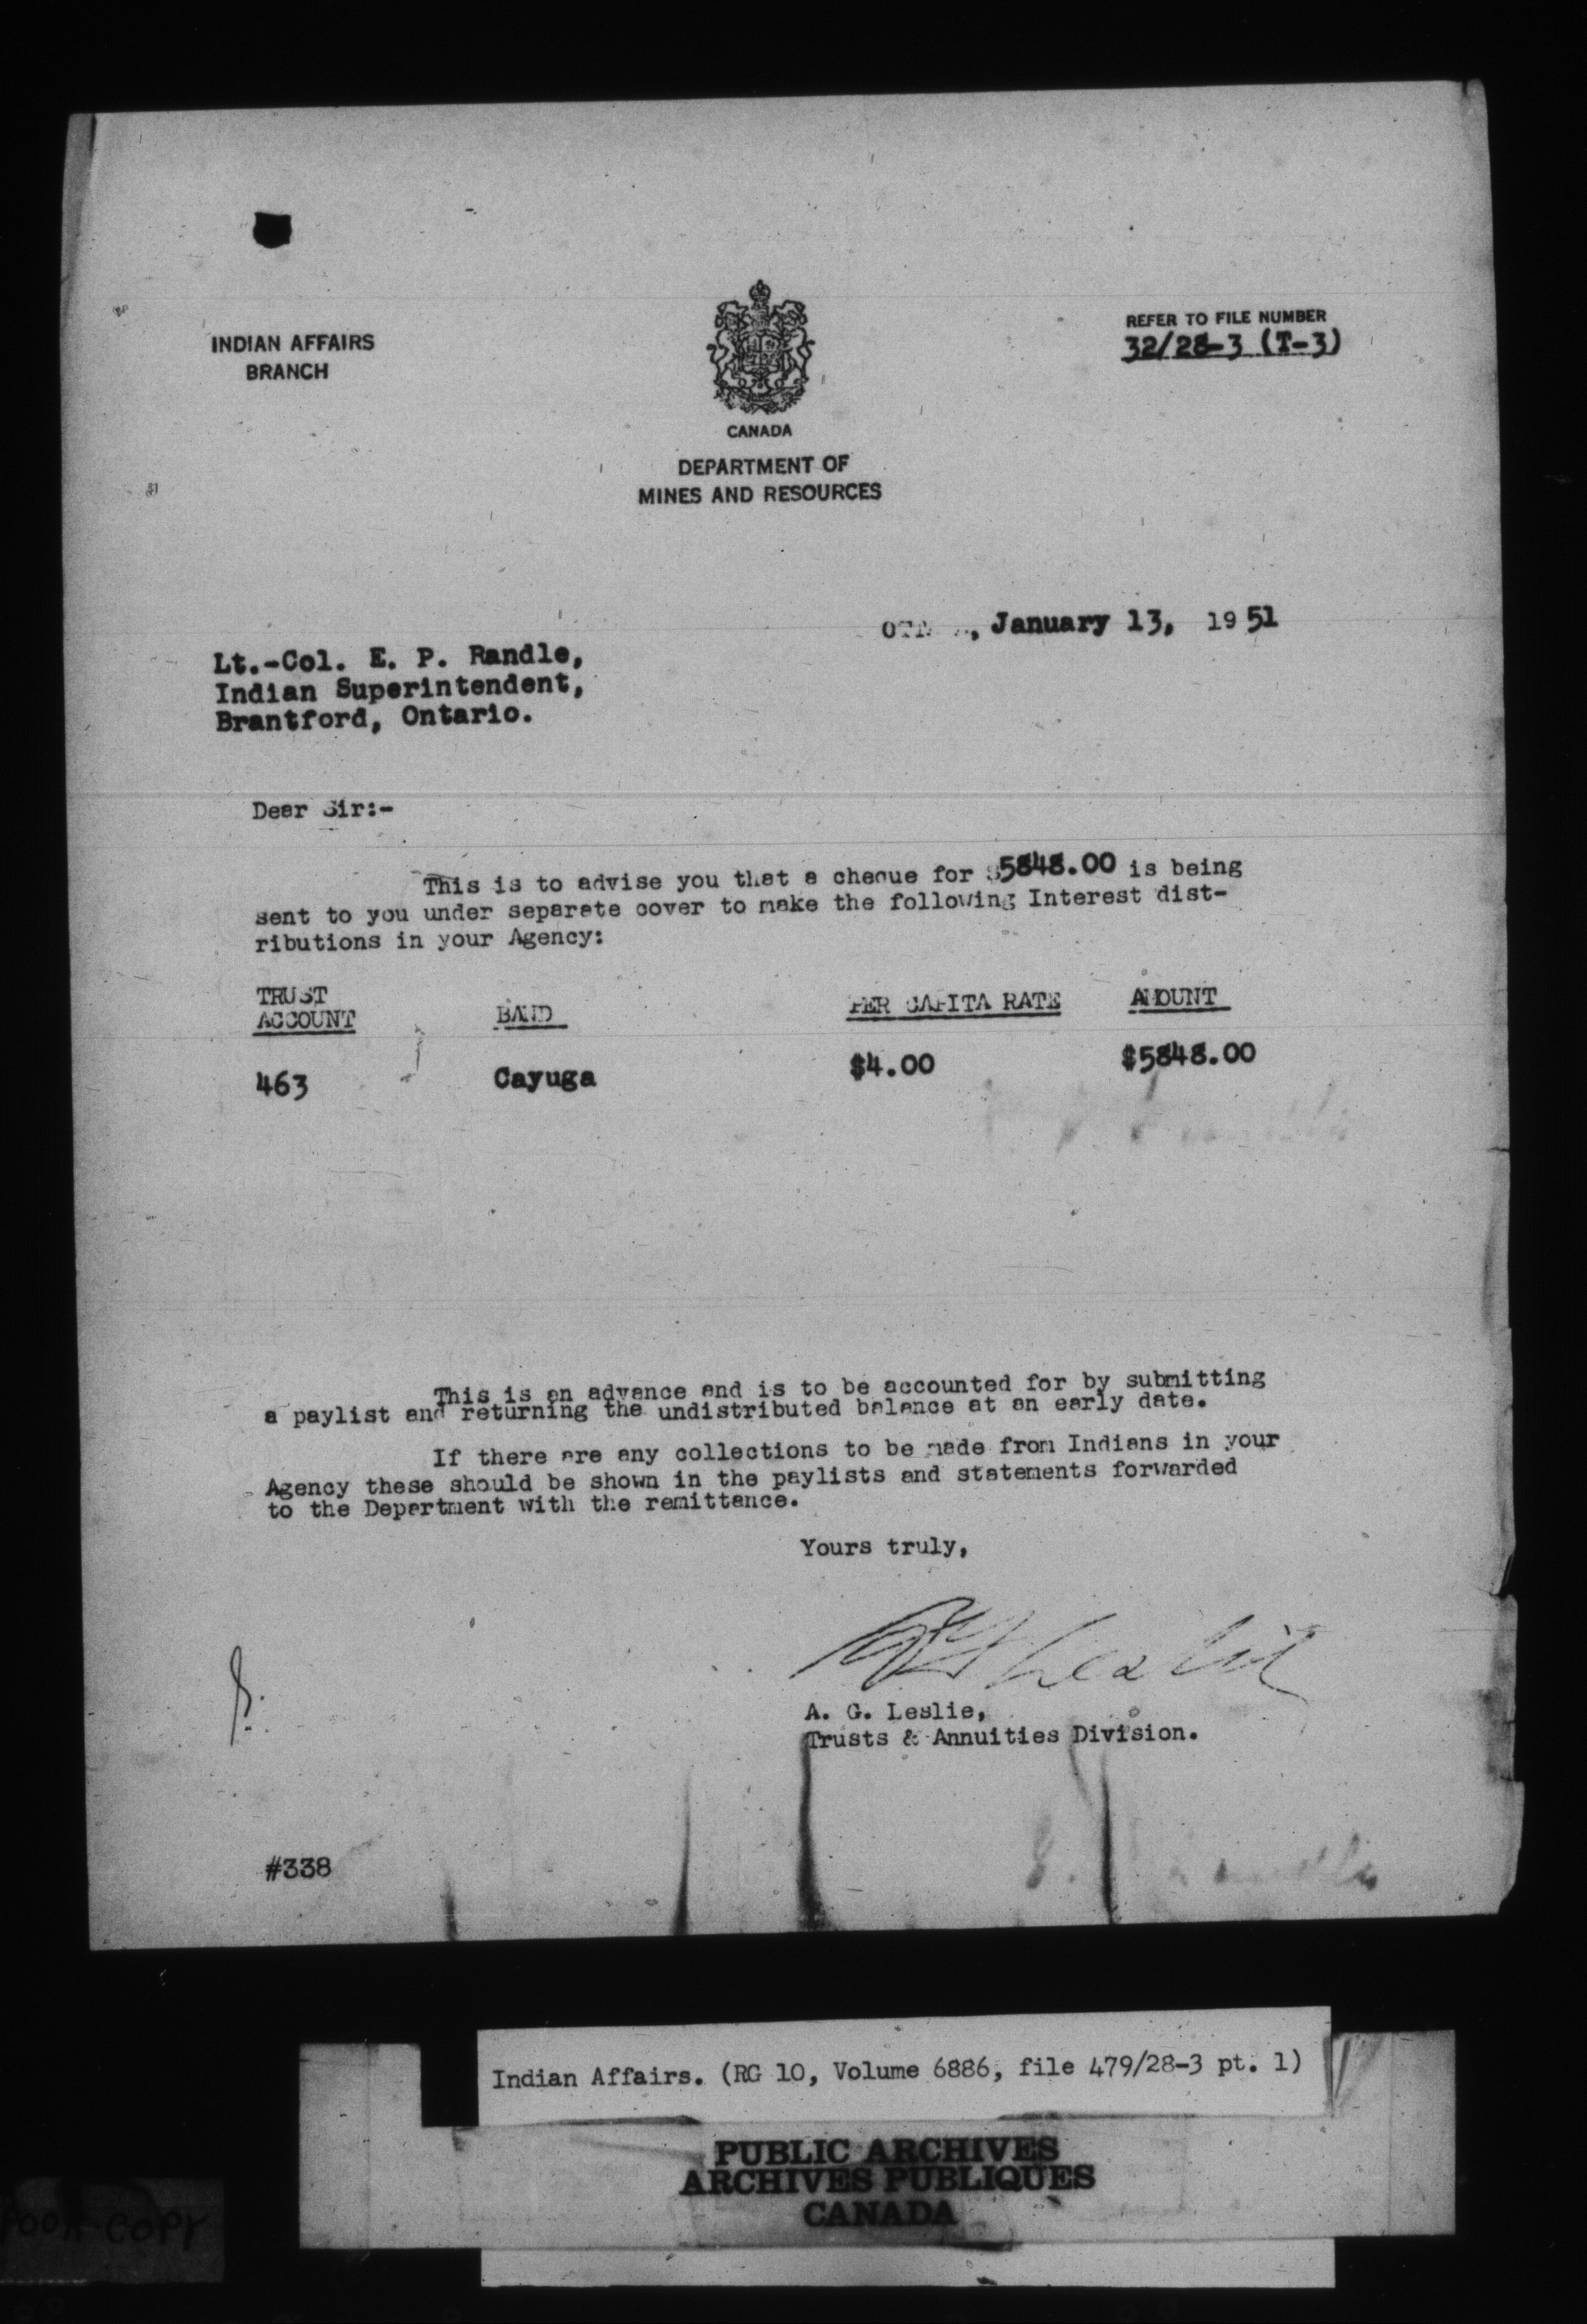 INDIAN AFFAIRS
BRANCH
CANADA
DEPARTMENT OF
MINES AND RESOURCES
REFER TO FILE NUMBER
32/28-3 (T-3)
January 13, 1951
Lt.-Col. E. P. Randle,
Indian Superintendent,
Brantford, Ontario.
Dear Sir:-
This is to advise you that a cheque for $5848.00 is being
sent to you under separate cover to make the following Interest dist-
ributions in your Agency:
TRUST
ACCOUNT
BAND
PER CAPITA RATE
AMOUNT
463
Cayuga
$4.00
$5848.00
This is an advance and is to be accounted for by submitting
a paylist and returning the undistributed balance at an early date.
If there are any collections to be made from Indians in your
Agency these should be shown in the paylists and statements forwarded
to the Department with the remittance.
Yours truly,
A. G. Leslie,
Trusts & Annuities Division.
#338
Indian Affairs. (RG 10, Volume 6886, file 479/28-3 pt. 1)
PUBLIC ARCHIVES
ARCHIVES PUBLIQUES
CANADA
POOR COPY